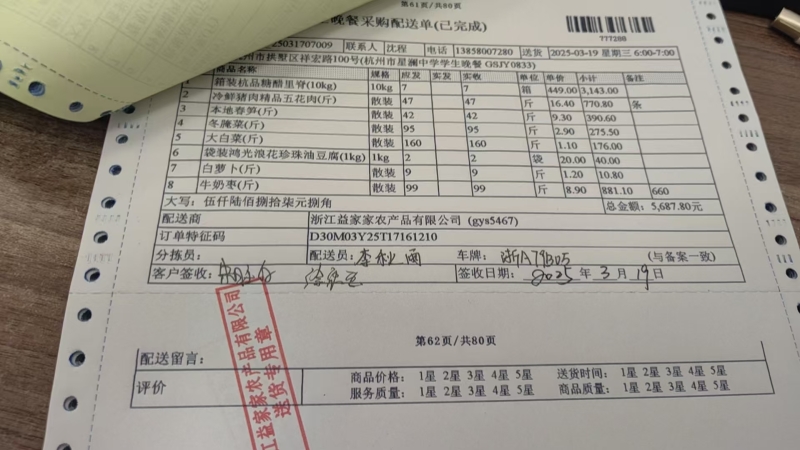 第61页/共80页
晚餐采购配送单(已完成)
777288
25031707009 联系人 沈程 电话 13858007280 送货 2025-03-19 星期三 6:00-7:00
州市拱墅区祥宏路100号(杭州市星澜中学学生晚餐 GSJY0833)
商品名称 规格 应发 实发 实收 单位 单价 小计 备注
1 箱装杭品糖醋里脊(10kg) 10kg 7 7 箱 449.00 3,143.00
2 冷鲜猪肉精品五花肉(斤) 散装 47 47 斤 16.40 770.80 条
3 本地春笋(斤) 散装 42 42 斤 9.30 390.60
4 冬腌菜(斤) 散装 95 95 斤 2.90 275.50
5 大白菜(斤) 散装 160 160 斤 1.10 176.00
6 袋装鸿光浪花珍珠油豆腐(1kg) 1kg 2 2 袋 20.00 40.00
7 白萝卜(斤) 散装 9 9 斤 1.20 10.80
8 牛奶枣(斤) 散装 99 99 斤 8.90 881.10 660
大写: 伍仟陆佰捌拾柒元捌角 总金额: 5,687.80元
配送商 浙江益家家农产品有限公司 (gys5467)
订单特征码 D30M03Y25T17161210
分拣员: 配送员: 李秋雨 车牌: 浙A79B05 (与备案一致)
客户签收: 签收日期: 2025 年 3 月 19 日
第62页/共80页
配送留言:
评价
商品价格: 1星 2星 3星 4星 5星 送货时间: 1星 2星 3星 4星 5星
服务质量: 1星 2星 3星 4星 5星 商品质量: 1星 2星 3星 4星 5星
江益家家农产品有限公司
送货专用章